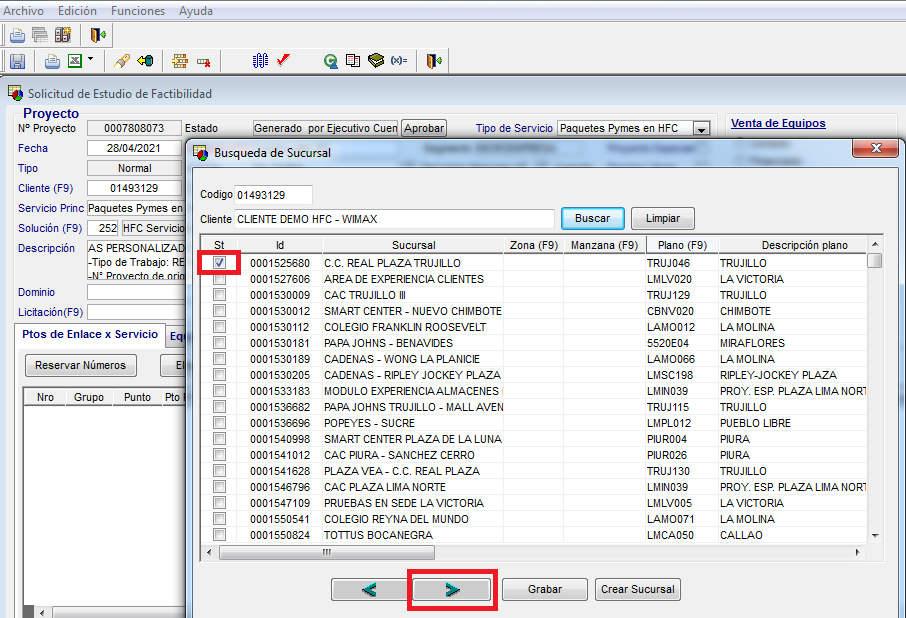 Archivo Edición Funciones Ayuda
Solicitud de Estudio de Factibilidad
Proyecto
Nº Proyecto 0007808073 Estado Generado por Ejecutivo Cuen Aprobar Tipo de Servicio Paquetes Pymes en HFC Venta de Equipos
Fecha 28/04/2021
Tipo Normal
Cliente (F9) 01493129
Servicio Princ Paquetes Pymes en
Solución (F9) 252 HFC Servicio
Descripción AS PERSONALIZAD
-Tipo de Trabajo: RE
-N° Proyecto de orig
Dominio
Licitación(F9)
Ptos de Enlace x Servicio Equ
Reservar Números El
Nro Grupo Punto Pto
Busqueda de Sucursal
Codigo 01493129
Cliente CLIENTE DEMO HFC - WIMAX Buscar Limpiar
St Id Sucursal Zona (F9) Manzana (F9) Plano (F9) Descripción plano
0001525680 C.C. REAL PLAZA TRUJILLO TRUJ046 TRUJILLO
0001527606 AREA DE EXPERIENCIA CLIENTES LMLV020 LA VICTORIA
0001530009 CAC TRUJILLO III TRUJ129 TRUJILLO
0001530012 SMART CENTER - NUEVO CHIMBOTE CBNV020 CHIMBOTE
0001530112 COLEGIO FRANKLIN ROOSEVELT LAMO012 LA MOLINA
0001530181 PAPA JOHNS - BENAVIDES 5520E04 MIRAFLORES
0001530189 CADENAS - WONG LA PLANICIE LAMO066 LA MOLINA
0001530205 CADENAS - RIPLEY JOCKEY PLAZA LMSC198 RIPLEY-JOCKEY PLAZA
0001533183 MODULO EXPERIENCIA ALMACENES LMIN039 PROY. ESP. PLAZA LIMA NORT
0001536682 PAPA JOHNS TRUJILLO - MALL AVEN TRUJ115 TRUJILLO
0001536696 POPEYES - SUCRE LMPL012 PUEBLO LIBRE
0001540998 SMART CENTER PLAZA DE LA LUNA PIUR004 PIURA
0001541012 CAC PIURA - SANCHEZ CERRO PIUR026 PIURA
0001541628 PLAZA VEA - C.C. REAL PLAZA TRUJ130 TRUJILLO
0001546796 CAC PLAZA LIMA NORTE LMIN039 PROY. ESP. PLAZA LIMA NORT
0001547109 PRUEBAS EN SEDE LA VICTORIA LMLV005 LA VICTORIA
0001550541 COLEGIO REYNA DEL MUNDO LAMO071 LA MOLINA
0001550824 TOTTUS BOCANEGRA LMCA050 CALLAO
Grabar Crear Sucursal